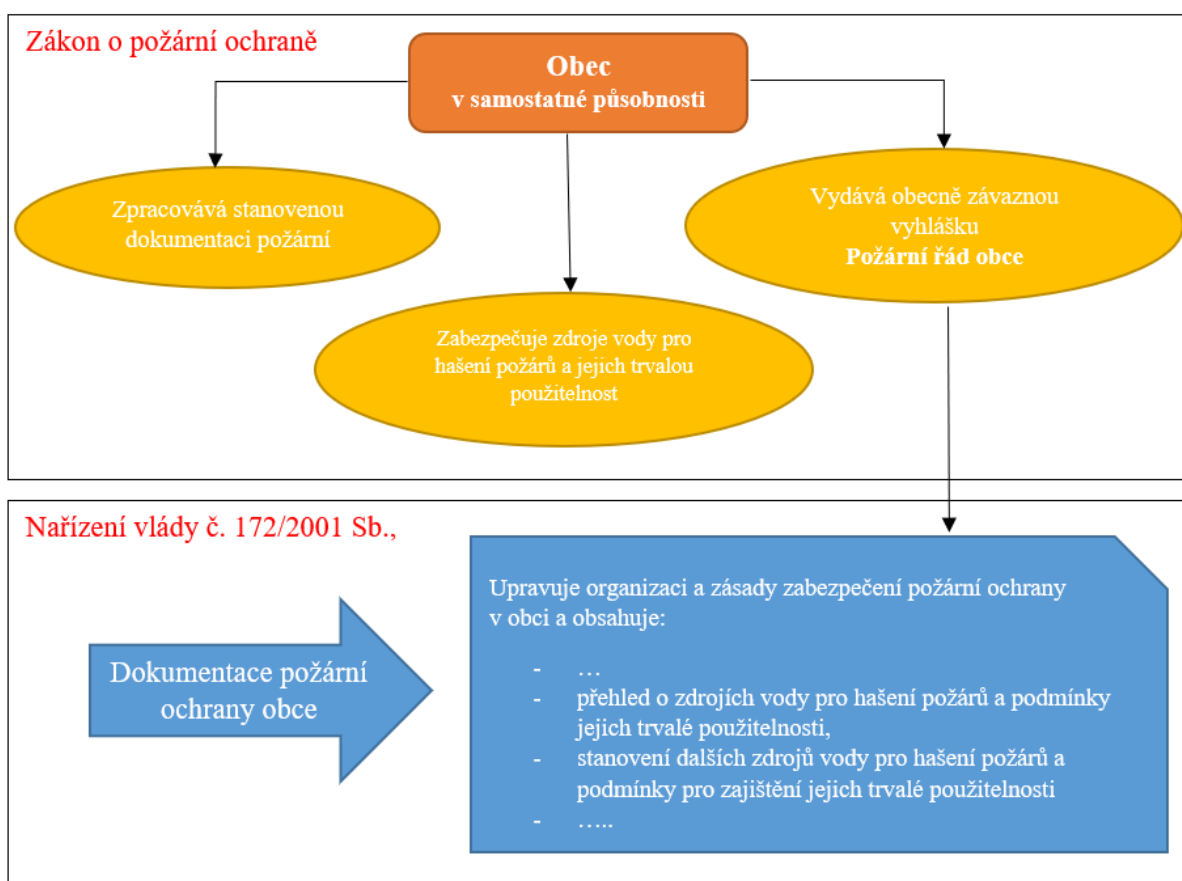 Zákon o požární ochraně
Obec
v samostatné působnosti
Zpracovává stanovenou
dokumentaci požární
Zabezpečuje zdroje vody pro
hašení požárů a jejich trvalou
použitelnost
Vydává obecně závaznou
vyhlášku
Požární řád obce
Nařízení vlády č. 172/2001 Sb.,
Dokumentace požární
ochrany obce
Upravuje organizaci a zásady zabezpečení požární ochrany
v obci a obsahuje:
- …
- přehled o zdrojích vody pro hašení požárů a podmínky
jejich trvalé použitelnosti,
- stanovení dalších zdrojů vody pro hašení požárů a
podmínky pro zajištění jejich trvalé použitelnosti
- …..